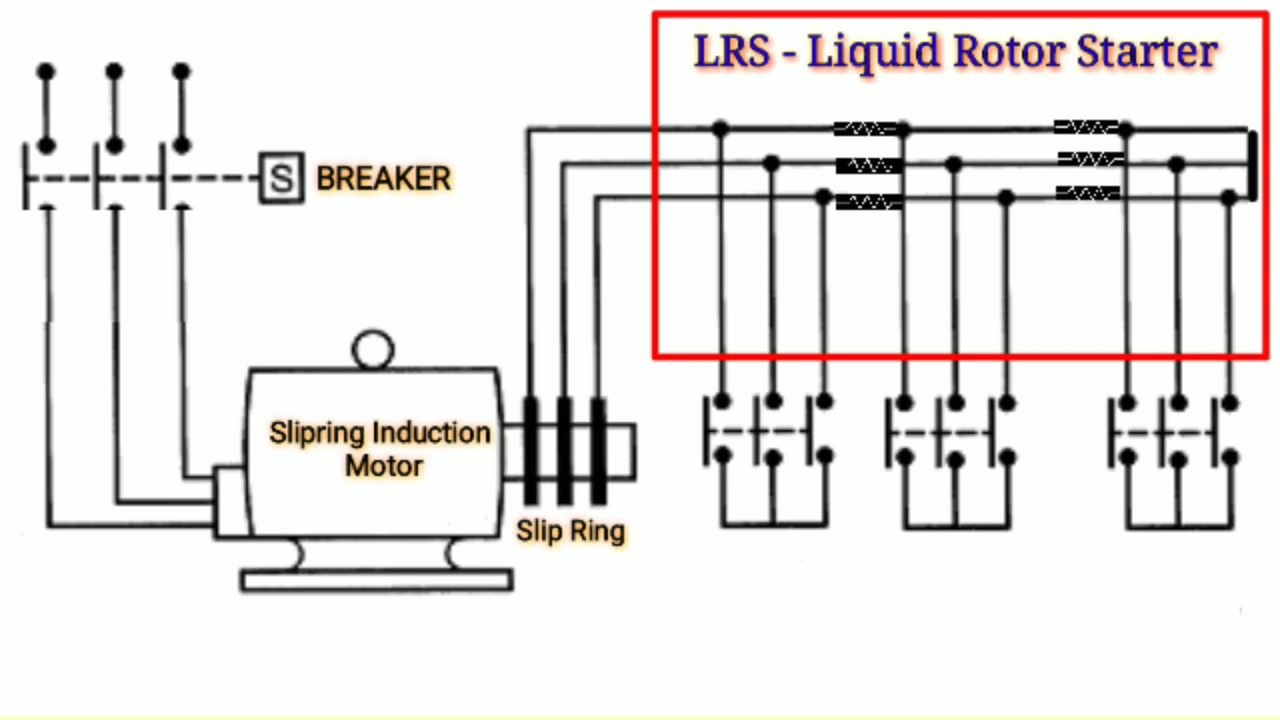 LRS - Liquid Rotor Starter
S
BREAKER
Slipring Induction
Motor
Slip Ring